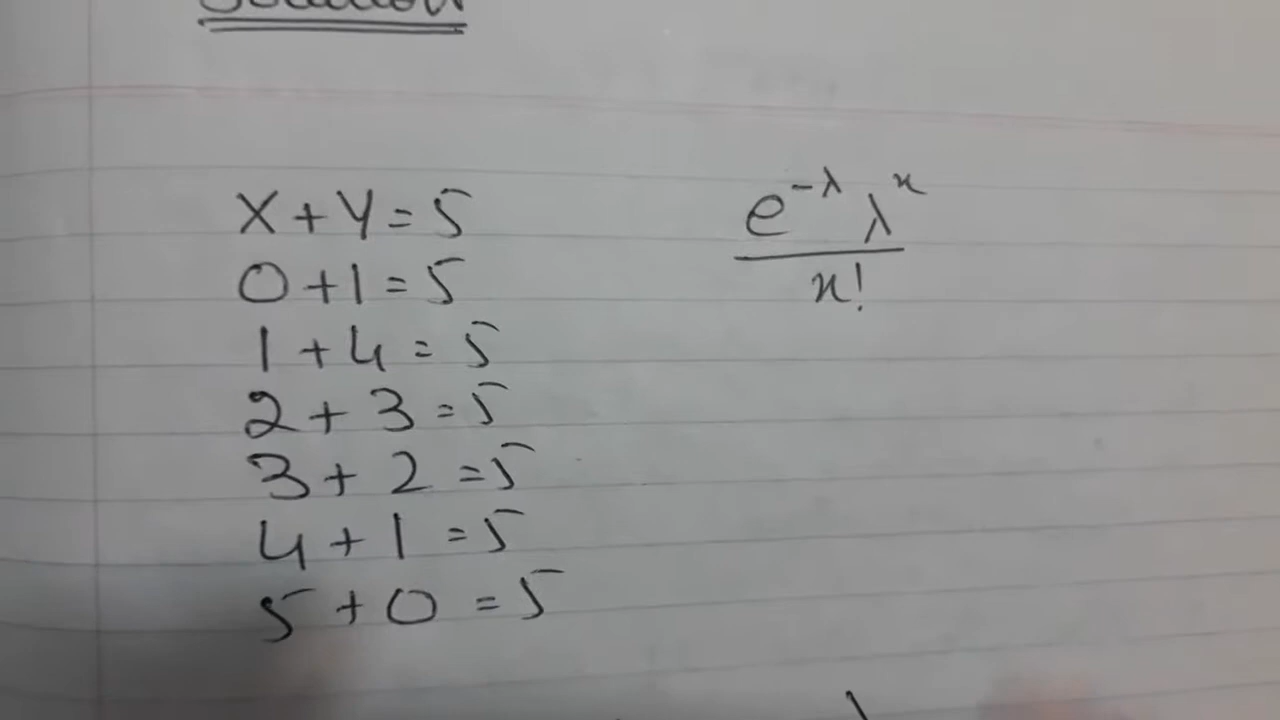 Solution
X + Y = 5
0 + 1 = 5
1 + 4 = 5
2 + 3 = 5
3 + 2 = 5
4 + 1 = 5
5 + 0 = 5
e^-λ λ^x
x!